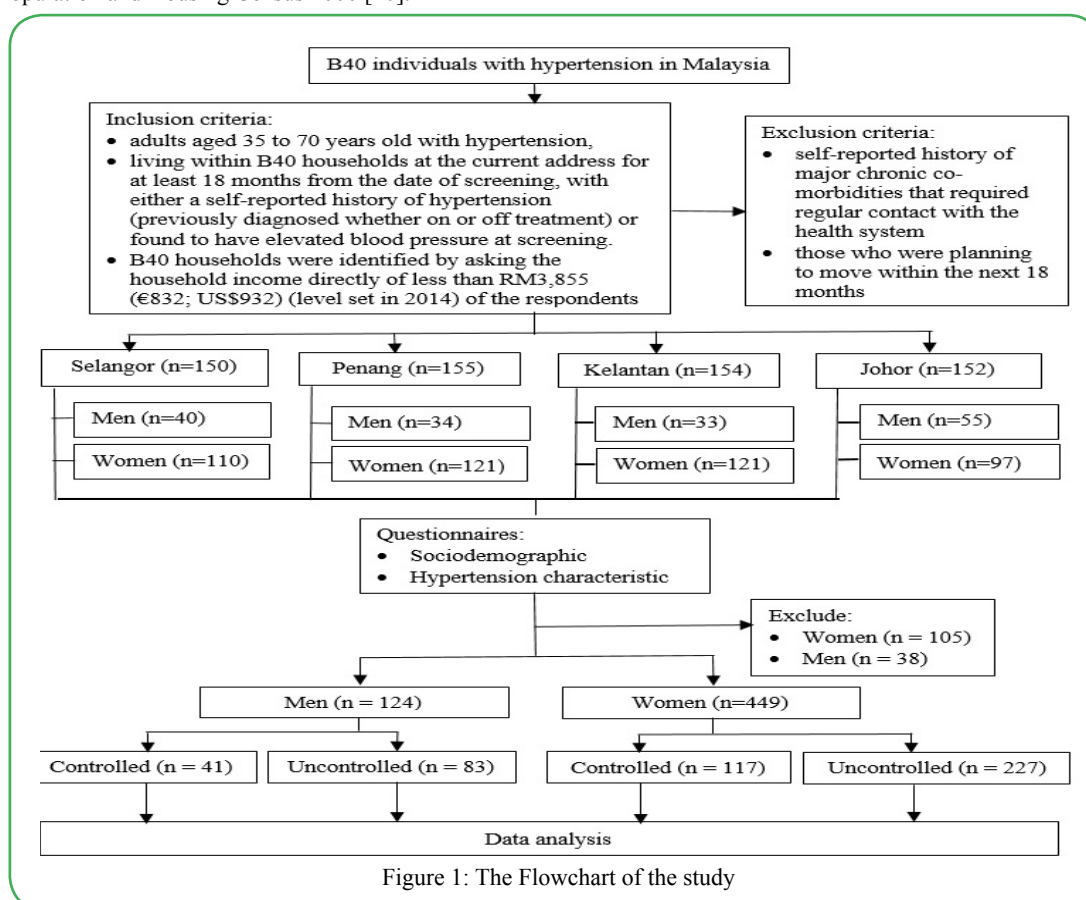 B40 individuals with hypertension in Malaysia
Inclusion criteria:
• adults aged 35 to 70 years old with hypertension,
• living within B40 households at the current address for
at least 18 months from the date of screening, with
either a self-reported history of hypertension
(previously diagnosed whether on or off treatment) or
found to have elevated blood pressure at screening.
• B40 households were identified by asking the
household income directly of less than RM3,855
(€832; US$932) (level set in 2014) of the respondents
Exclusion criteria:
• self-reported history of
major chronic co-
morbidities that required
regular contact with the
health system
• those who were planning
to move within the next 18
months
Selangor (n=150)
Penang (n=155)
Kelantan (n=154)
Johor (n=152)
Men (n=40)
Men (n=34)
Men (n=33)
Men (n=55)
Women (n=110)
Women (n=121)
Women (n=121)
Women (n=97)
Questionnaires:
• Sociodemographic
• Hypertension characteristic
Exclude:
• Women (n = 105)
• Men (n = 38)
Men (n = 124)
Women (n=449)
Controlled (n = 41)
Uncontrolled (n = 83)
Controlled (n = 117)
Uncontrolled (n = 227)
Data analysis
Figure 1: The Flowchart of the study